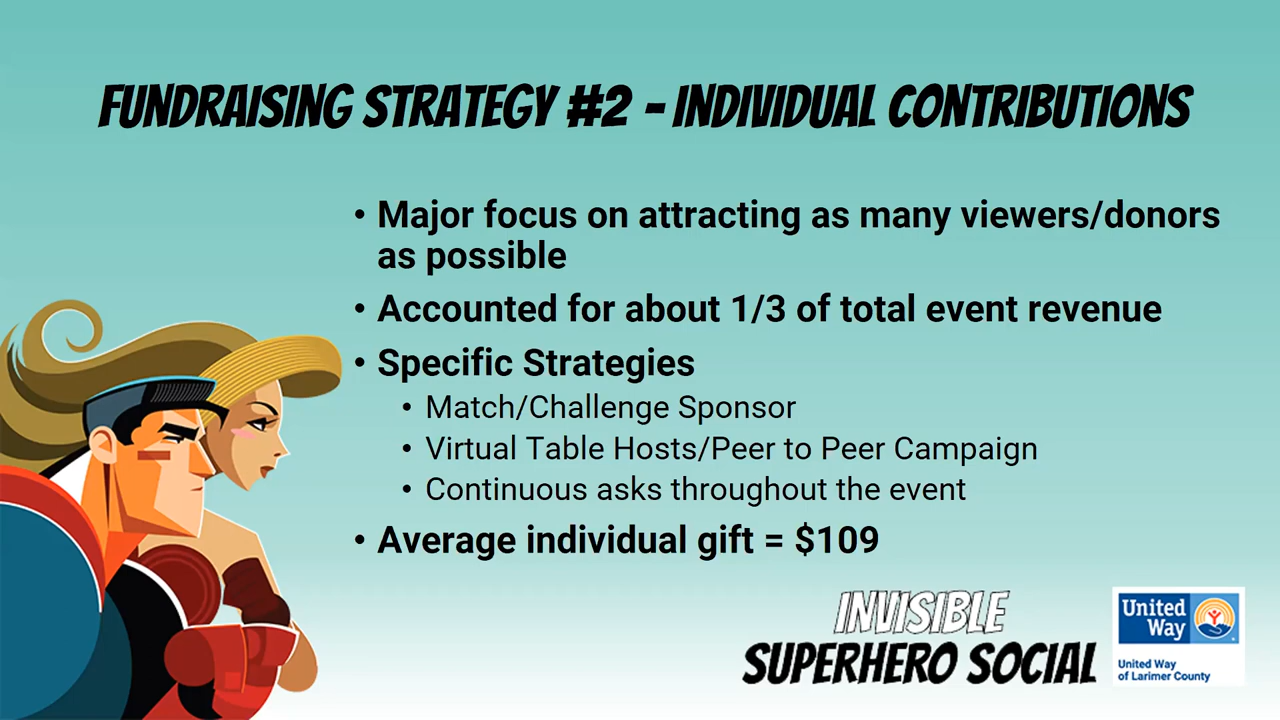 FUNDRAISING STRATEGY #2 - INDIVIDUAL CONTRIBUTIONS
• Major focus on attracting as many viewers/donors
as possible
• Accounted for about 1/3 of total event revenue
• Specific Strategies
• Match/Challenge Sponsor
• Virtual Table Hosts/Peer to Peer Campaign
• Continuous asks throughout the event
• Average individual gift = $109
INVISIBLE
SUPERHERO SOCIAL
United
Way
United Way
of Larimer County